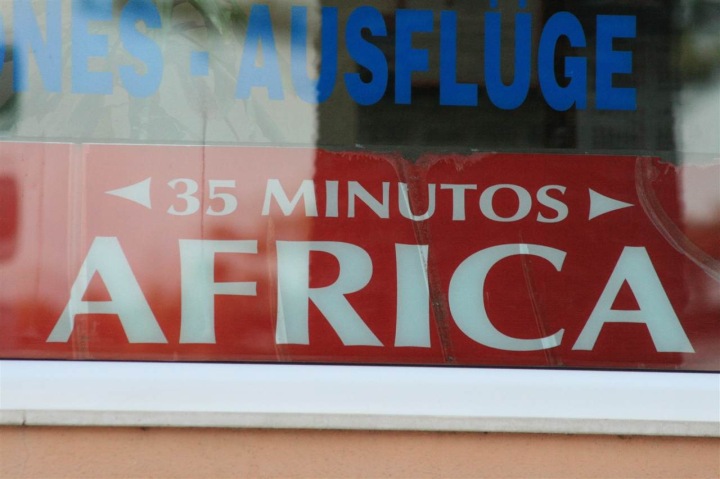 NES - AUSFLÜGE
35 MINUTOS
AFRICA